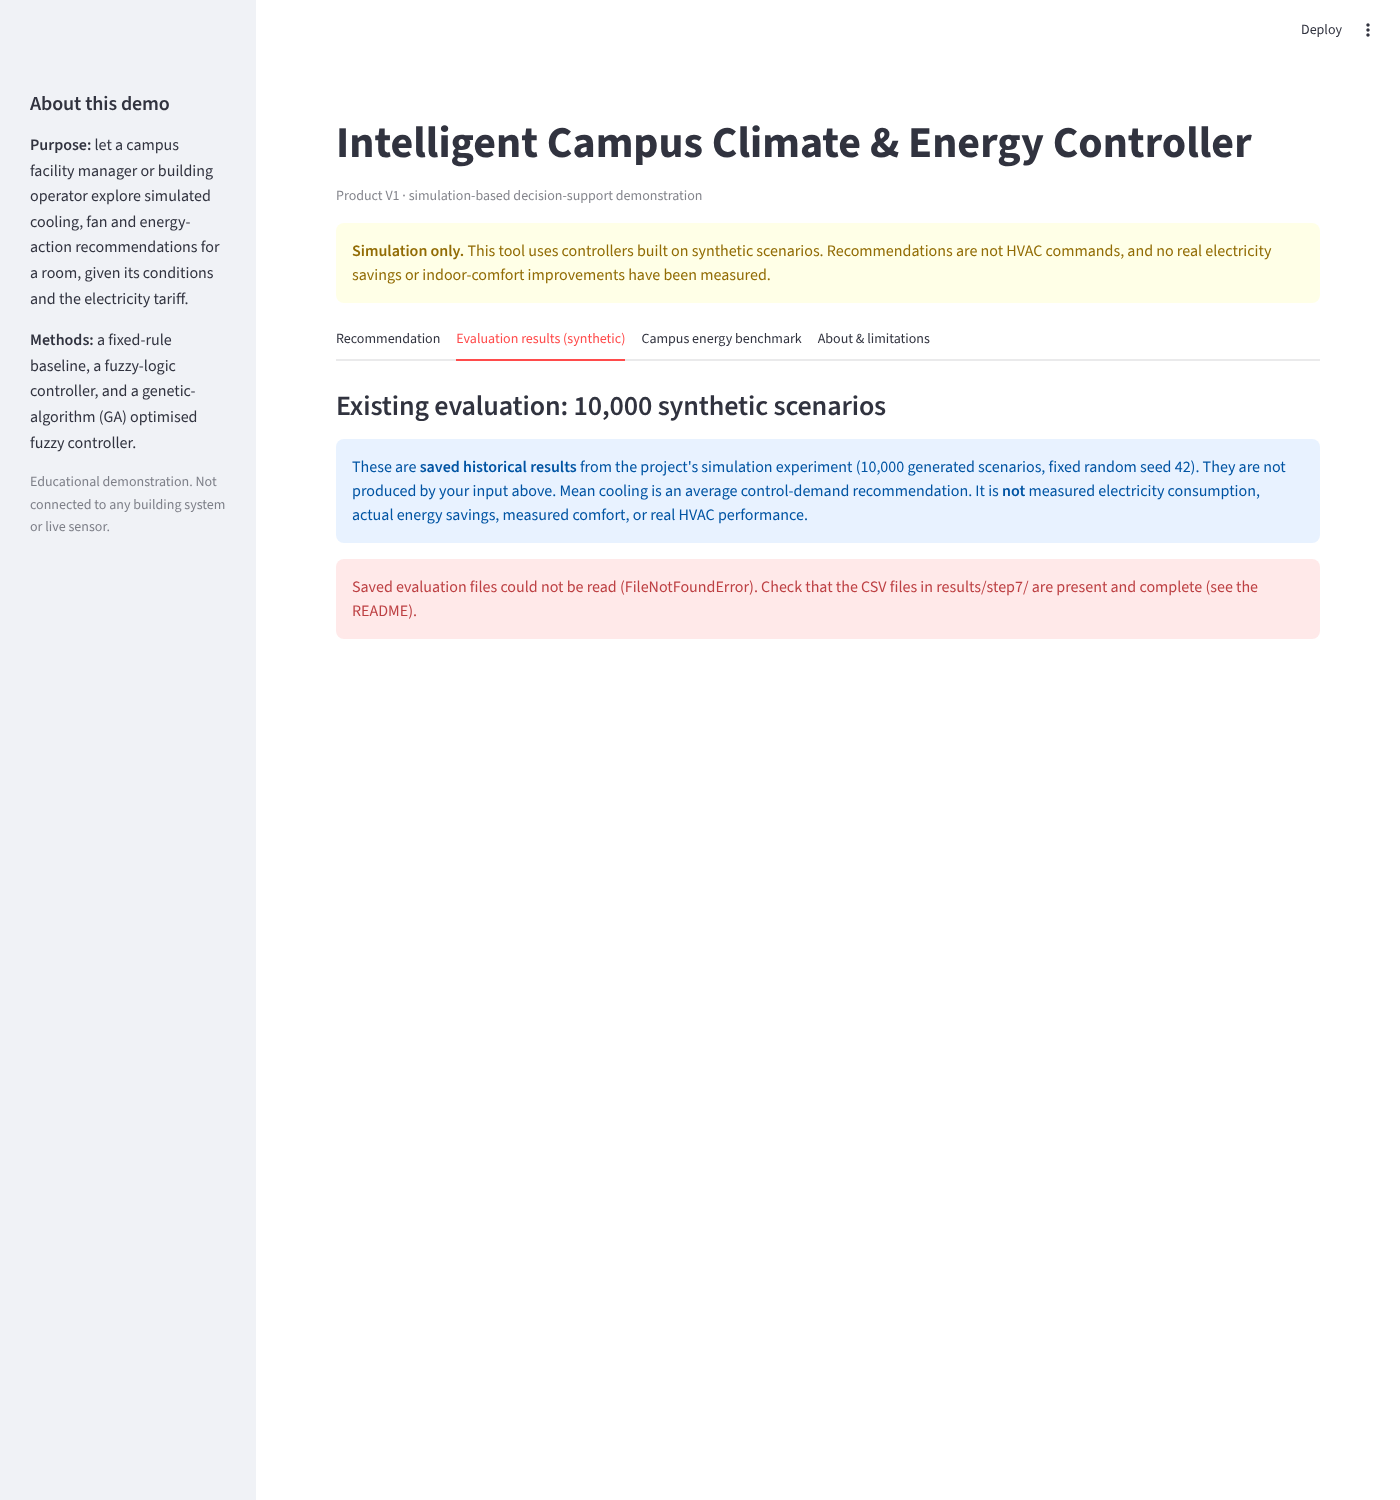 Deploy
About this demo
Purpose: let a campus
facility manager or building
operator explore simulated
cooling, fan and energy-
action recommendations for
a room, given its conditions
and the electricity tariff.
Methods: a fixed-rule
baseline, a fuzzy-logic
controller, and a genetic-
algorithm (GA) optimised
fuzzy controller.
Educational demonstration. Not
connected to any building system
or live sensor.
Intelligent Campus Climate & Energy Controller
Product V1 · simulation-based decision-support demonstration
Simulation only. This tool uses controllers built on synthetic scenarios. Recommendations are not HVAC commands, and no real electricity
savings or indoor-comfort improvements have been measured.
Recommendation Evaluation results (synthetic) Campus energy benchmark About & limitations
Existing evaluation: 10,000 synthetic scenarios
These are saved historical results from the project's simulation experiment (10,000 generated scenarios, fixed random seed 42). They are not
produced by your input above. Mean cooling is an average control-demand recommendation. It is not measured electricity consumption,
actual energy savings, measured comfort, or real HVAC performance.
Saved evaluation files could not be read (FileNotFoundError). Check that the CSV files in results/step7/ are present and complete (see the
README).